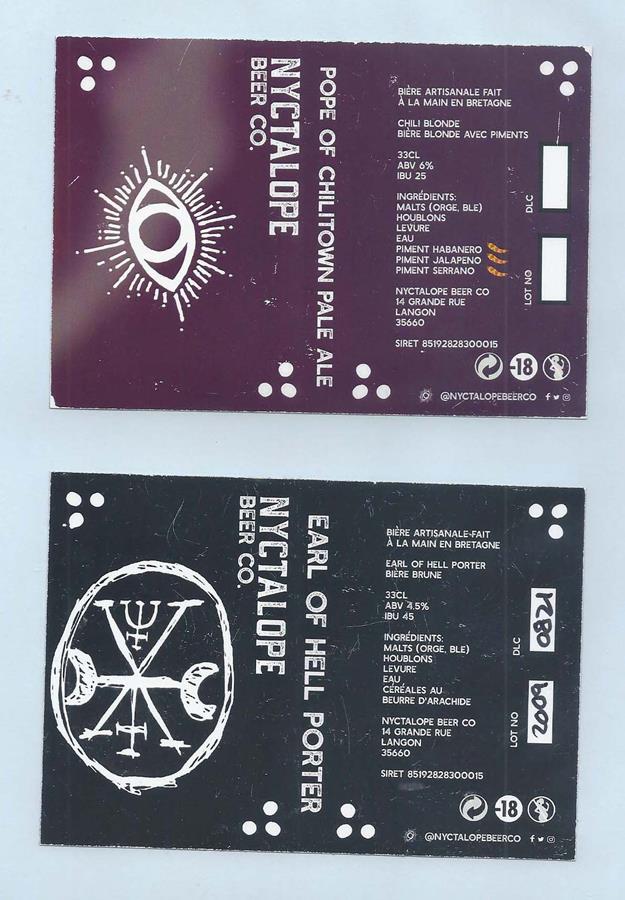 POPE OF CHILITOWN PALE ALE
NYCTALOPE
BEER CO.
BIÈRE ARTISANALE FAIT
À LA MAIN EN BRETAGNE
CHILI BLONDE
BIÈRE BLONDE AVEC PIMENTS
33CL
ABV 6%
IBU 25
INGRÉDIENTS:
MALTS (ORGE, BLE)
HOUBLONS
LEVURE
EAU
PIMENT HABANERO
PIMENT JALAPENO
PIMENT SERRANO
NYCTALOPE BEER CO
14 GRANDE RUE
LANGON
35660
SIRET 85192828300015
DLC
LOT NO
-18
@NYCTALOPEBEERCO
EARL OF HELL PORTER
NYCTALOPE
BEER CO.
BIÈRE ARTISANALE FAIT
À LA MAIN EN BRETAGNE
EARL OF HELL PORTER
BIÈRE BRUNE
33CL
ABV 4.5%
IBU 45
INGRÉDIENTS:
MALTS (ORGE, BLE)
HOUBLONS
LEVURE
EAU
CÉRÉALES AU
BEURRE D'ARACHIDE
NYCTALOPE BEER CO
14 GRANDE RUE
LANGON
35660
SIRET 85192828300015
DLC
LOT NO
2009
-18
@NYCTALOPEBEERCO